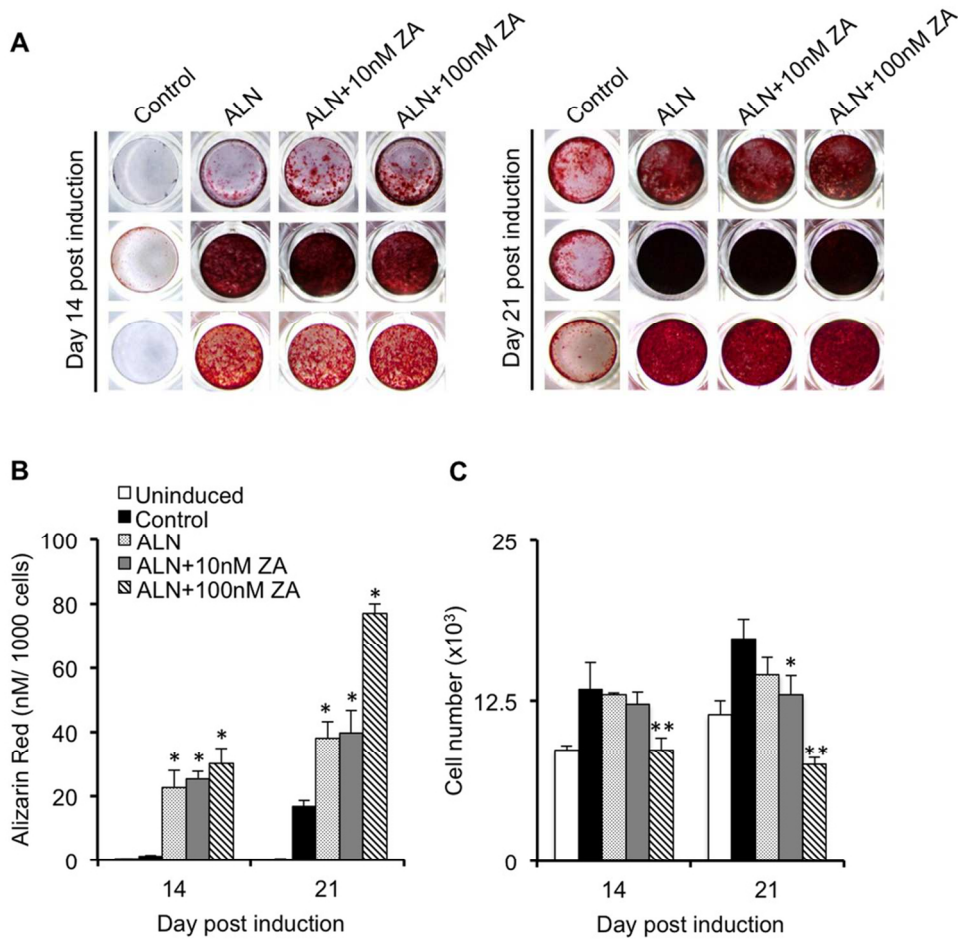 A
Control
ALN
ALN+10nM ZA
ALN+100nM ZA
Day 14 post induction
Control
ALN
ALN+10nM ZA
ALN+100nM ZA
Day 21 post induction
B
Uninduced
Control
ALN
ALN+10nM ZA
ALN+100nM ZA
Alizarin Red (nM/ 1000 cells)
100
80
60
40
20
0
* * *
* * *
14 21
Day post induction
C
Cell number (x10³)
25
12.5
0
**
* **
14 21
Day post induction